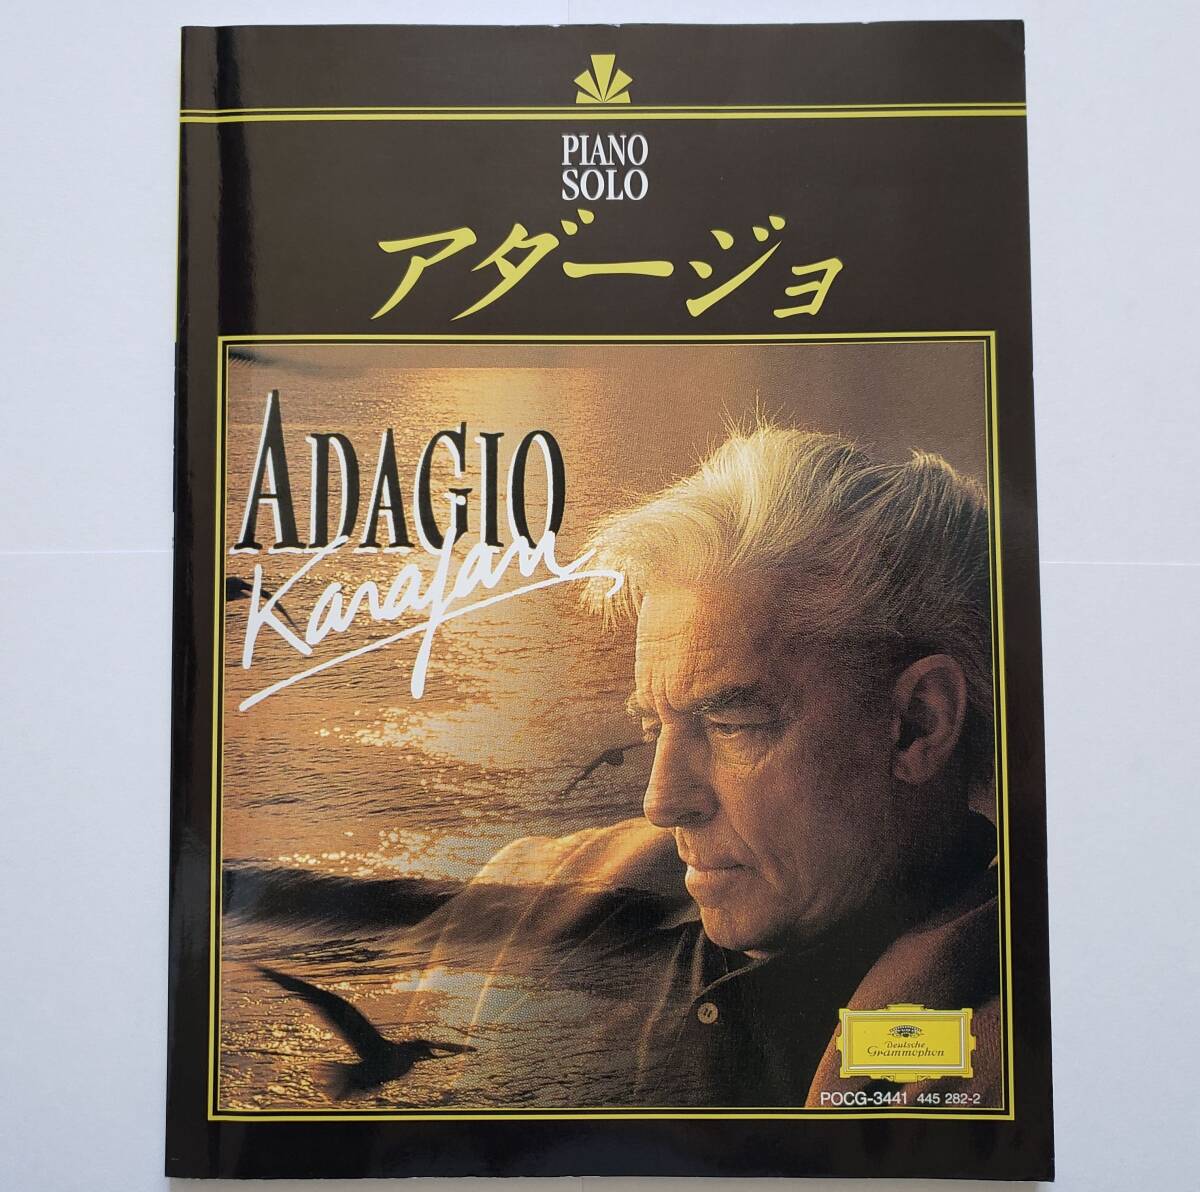 PIANO
SOLO
アダージョ
ADAGIO
Karajan
Deutsche
Grammophon
POCG-3441 445 282-2